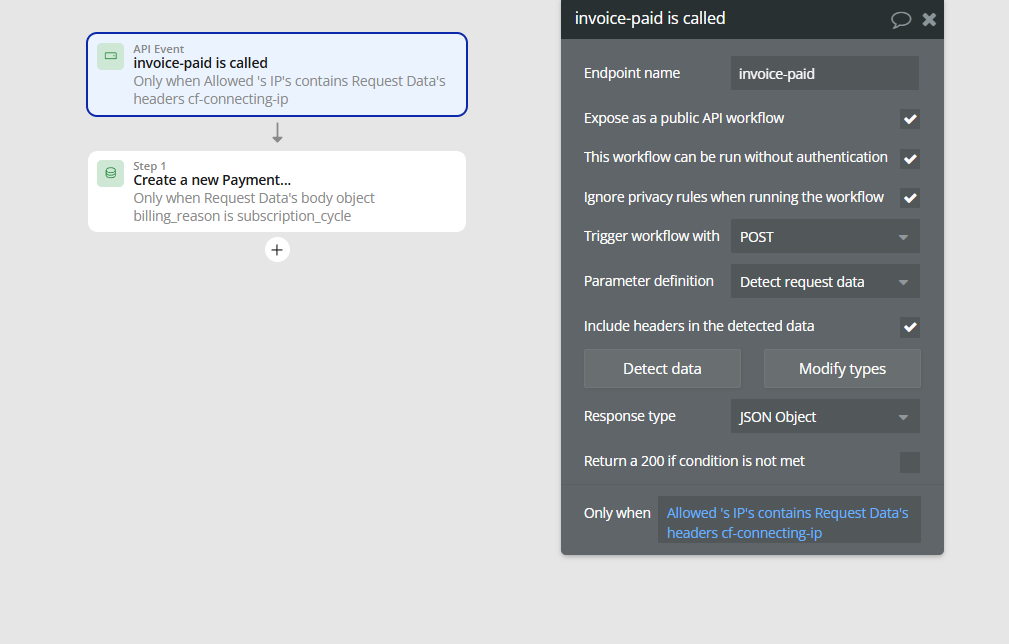 API Event
invoice-paid is called
Only when Allowed 's IP's contains Request Data's
headers cf-connecting-ip
Step 1
Create a new Payment...
Only when Request Data's body object
billing_reason is subscription_cycle
invoice-paid is called
Endpoint name
invoice-paid
Expose as a public API workflow
This workflow can be run without authentication
Ignore privacy rules when running the workflow
Trigger workflow with
POST
Parameter definition
Detect request data
Include headers in the detected data
Detect data
Modify types
Response type
JSON Object
Return a 200 if condition is not met
Only when
Allowed 's IP's contains Request Data's
headers cf-connecting-ip